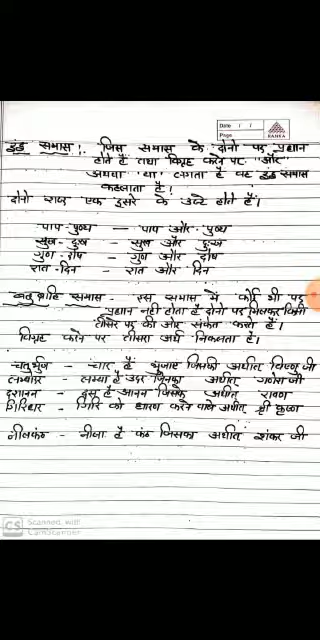 Date / /
Page
RANKA
द्वंद्व समास :. जिस समास के दोनो पद प्रधान
होते हैं तथा विग्रह करने पर "और"
अथवा 'या' लगता है वह द्वंद्व समास
कहलाता है!
दोनो शब्द एक दुसरे के उल्टे होते हैं।
पाप-पुण्य — पाप और पुण्य
सुख-दुख — सुख और दुःख
गुण-दोष — गुण और दोष
रात-दिन — रात और दिन
बहुव्रीहि समास - इस समास में कोई भी पद
प्रधान नहीं होता है दोनो पद मिलकर किसी
तीसरे पद की ओर संकेत करते हैं।
विग्रह करने पर तीसरा अर्थ निकलता है।
चतुर्भुज - चार है भुजाए जिसकी अर्थात विष्णु जी
लम्बोदर - लम्बा है उदर जिनका अर्थात गणेश जी
दशानन - दस है आनन जिसके अर्थात रावण
गिरिधर - गिरि को धारण करने वाले अर्थात श्री कृष्ण
नीलकंठ - नीला है कंठ जिसका अर्थात शंकर जी
CS Scanned with
CamScanner